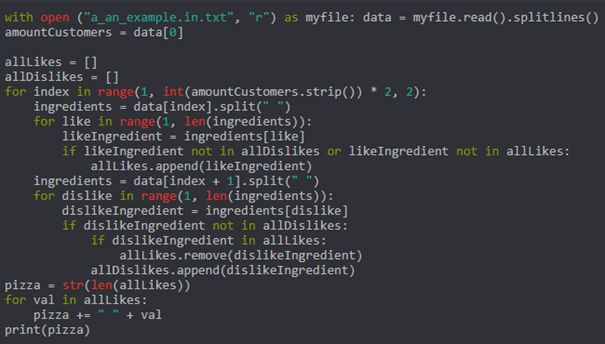 with open ("a_an_example.in.txt", "r") as myfile: data = myfile.read().splitlines()
amountCustomers = data[0]

allLikes = []
allDislikes = []
for index in range(1, int(amountCustomers.strip()) * 2, 2):
    ingredients = data[index].split(" ")
    for like in range(1, len(ingredients)):
        likeIngredient = ingredients[like]
        if likeIngredient not in allDislikes or likeIngredient not in allLikes:
            allLikes.append(likeIngredient)
    ingredients = data[index + 1].split(" ")
    for dislike in range(1, len(ingredients)):
        dislikeIngredient = ingredients[dislike]
        if dislikeIngredient not in allDislikes:
            if dislikeIngredient in allLikes:
                allLikes.remove(dislikeIngredient)
            allDislikes.append(dislikeIngredient)
pizza = str(len(allLikes))
for val in allLikes:
    pizza += " " + val
print(pizza)